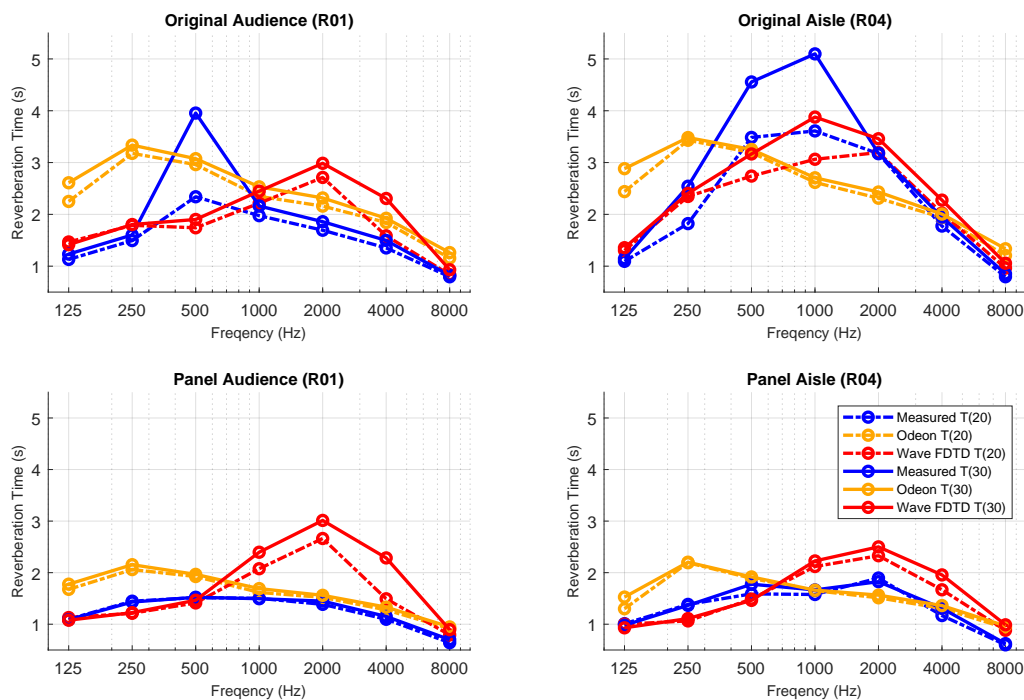 Original Audience (R01)
Reverberation Time (s)
5
4
3
2
1
125 250 500 1000 2000 4000 8000
Freqency (Hz)
Original Aisle (R04)
Reverberation Time (s)
5
4
3
2
1
125 250 500 1000 2000 4000 8000
Freqency (Hz)
Panel Audience (R01)
Reverberation Time (s)
5
4
3
2
1
125 250 500 1000 2000 4000 8000
Freqency (Hz)
Panel Aisle (R04)
Reverberation Time (s)
5
4
3
2
1
125 250 500 1000 2000 4000 8000
Freqency (Hz)
Measured T(20)
Odeon T(20)
Wave FDTD T(20)
Measured T(30)
Odeon T(30)
Wave FDTD T(30)